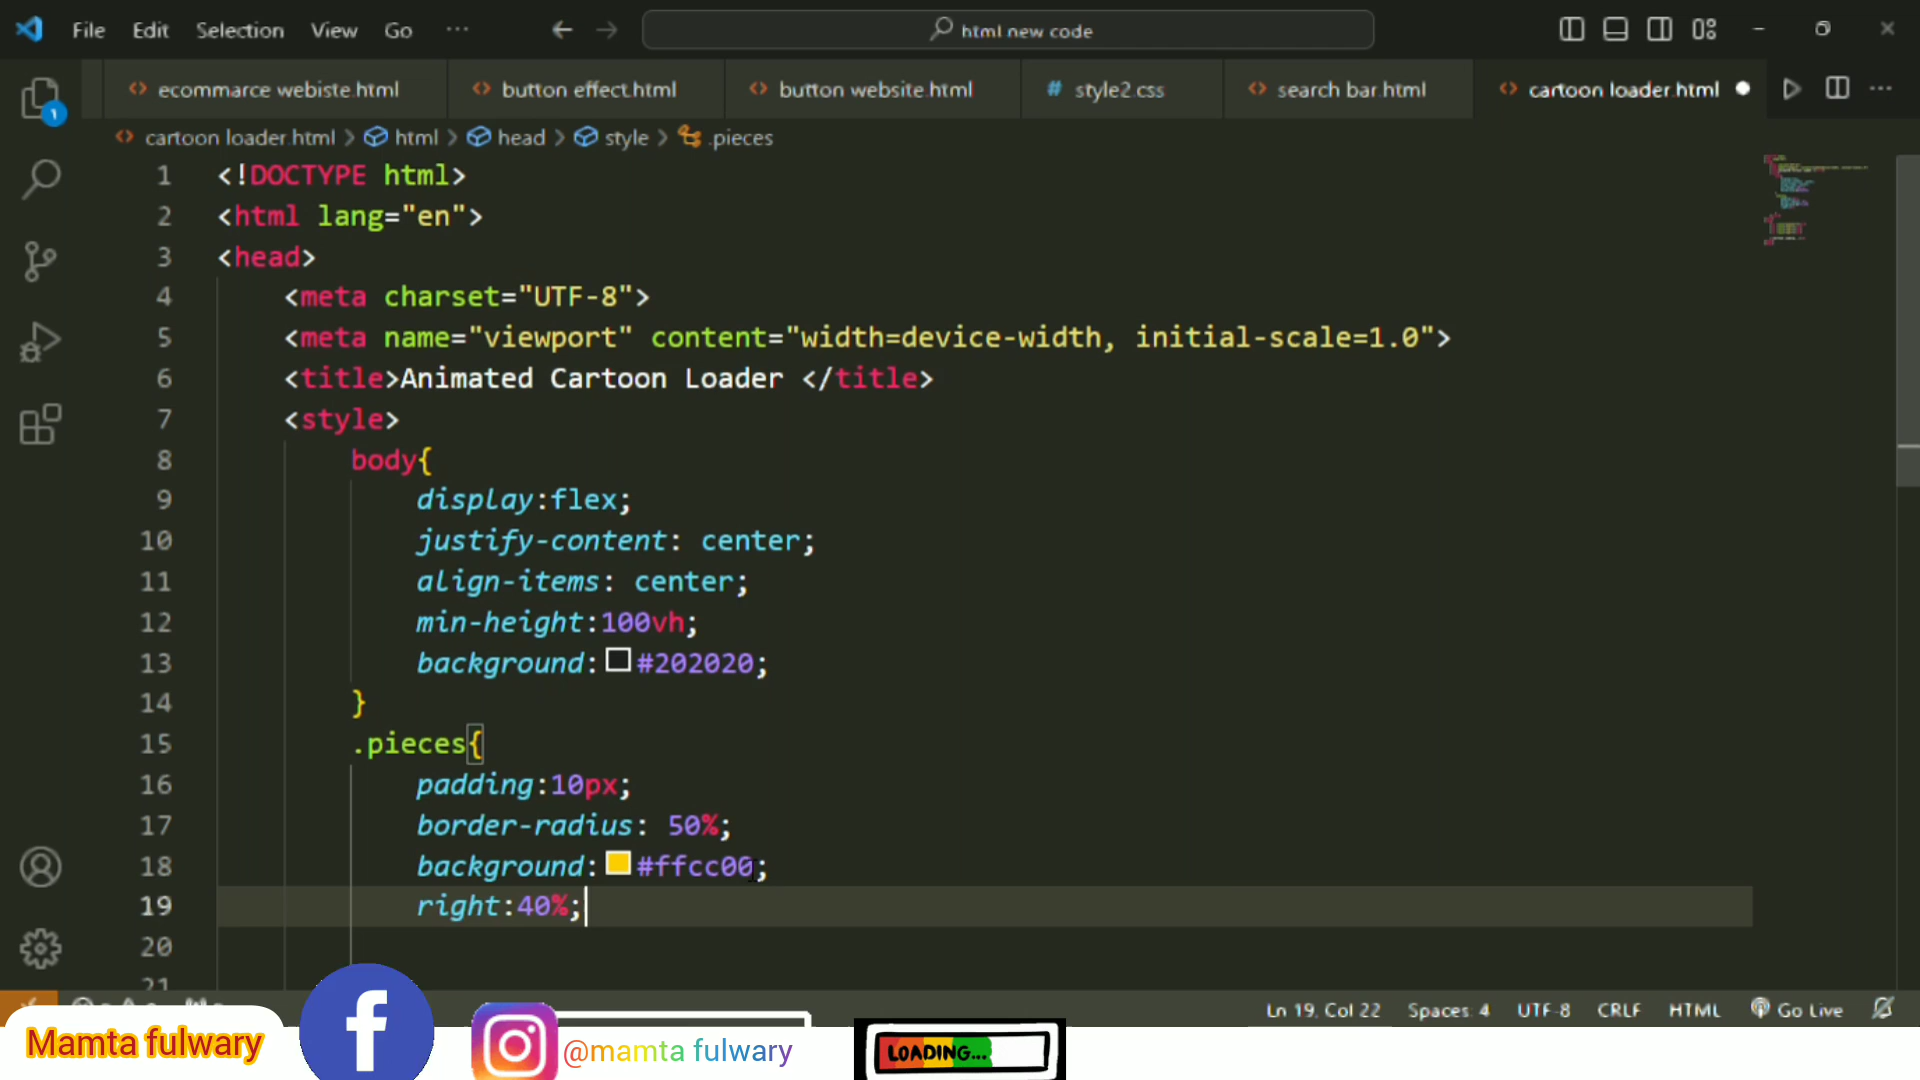 File Edit Selection View Go ··· html new code
ecommarce webiste.html button effect.html button website.html # style2.css search bar.html cartoon loader.html
cartoon loader.html > html > head > style > .pieces
1 <!DOCTYPE html>
2 <html lang="en">
3 <head>
4 <meta charset="UTF-8">
5 <meta name="viewport" content="width=device-width, initial-scale=1.0">
6 <title>Animated Cartoon Loader </title>
7 <style>
8 body{
9 display:flex;
10 justify-content: center;
11 align-items: center;
12 min-height:100vh;
13 background:#202020;
14 }
15 .pieces{
16 padding:10px;
17 border-radius: 50%;
18 background:#ffcc00;
19 right:40%;
20
21
Ln 19, Col 22 Spaces: 4 UTF-8 CRLF HTML Go Live
Mamta fulwary f @mamta fulwary LOADING...